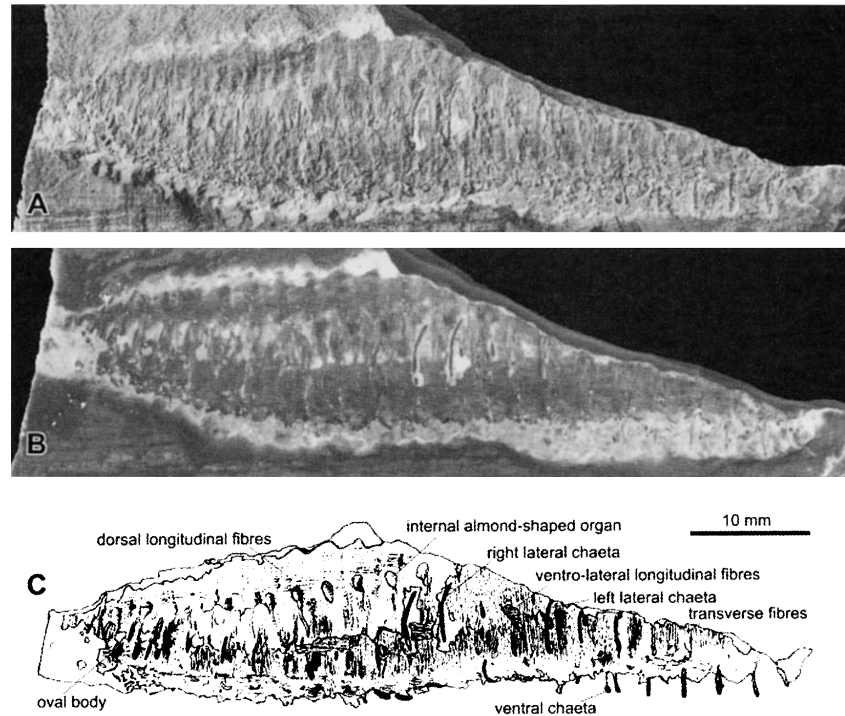 A
B
C
10 mm
dorsal longitudinal fibres
internal almond-shaped organ
right lateral chaeta
ventro-lateral longitudinal fibres
left lateral chaeta
transverse fibres
oval body
ventral chaeta